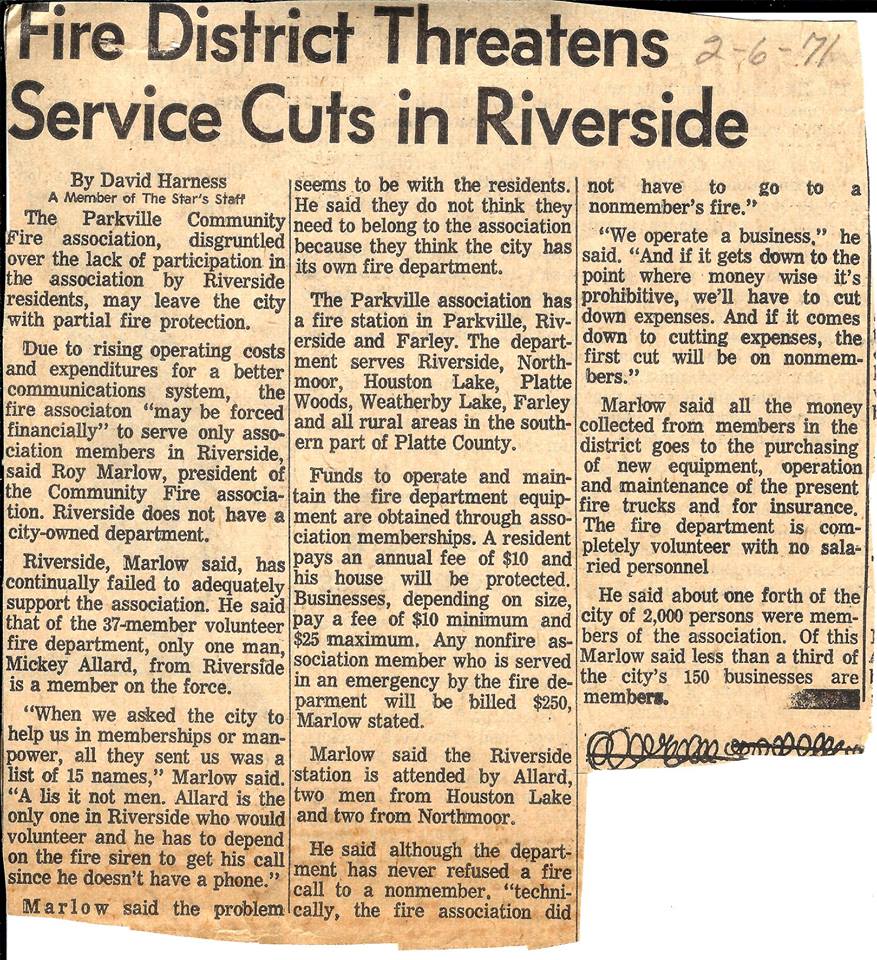 Fire District Threatens
Service Cuts in Riverside
2-6-71
By David Harness
A Member of The Star's Staff
The Parkville Community
Fire association, disgruntled
over the lack of participation in
the association by Riverside
residents, may leave the city
with partial fire protection.
Due to rising operating costs
and expenditures for a better
communications system, the
fire associaton "may be forced
financially" to serve only asso-
ciation members in Riverside,
said Roy Marlow, president of
the Community Fire associa-
tion. Riverside does not have a
city-owned department.
Riverside, Marlow said, has
continually failed to adequately
support the association. He said
that of the 37-member volunteer
fire department, only one man,
Mickey Allard, from Riverside
is a member on the force.
"When we asked the city to
help us in memberships or man-
power, all they sent us was a
list of 15 names," Marlow said.
"A lis it not men. Allard is the
only one in Riverside who would
volunteer and he has to depend
on the fire siren to get his call
since he doesn't have a phone."
Marlow said the problem
seems to be with the residents.
He said they do not think they
need to belong to the association
because they think the city has
its own fire department.
The Parkville association has
a fire station in Parkville, Riv-
erside and Farley. The depart-
ment serves Riverside, North-
moor, Houston Lake, Platte
Woods, Weatherby Lake, Farley
and all rural areas in the south-
ern part of Platte County.
Funds to operate and main-
tain the fire department equip-
ment are obtained through asso-
ciation memberships. A resident
pays an annual fee of $10 and
his house will be protected.
Businesses, depending on size,
pay a fee of $10 minimum and
$25 maximum. Any nonfire as-
sociation member who is served
in an emergency by the fire de-
parment will be billed $250,
Marlow stated.
Marlow said the Riverside
station is attended by Allard,
two men from Houston Lake
and two from Northmoor.
He said although the depart-
ment has never refused a fire
call to a nonmember, "techni-
cally, the fire association did
not have to go to a
nonmember's fire."
"We operate a business," he
said. "And if it gets down to the
point where money wise it's
prohibitive, we'll have to cut
down expenses. And if it comes
down to cutting expenses, the
first cut will be on nonmem-
bers."
Marlow said all the money
collected from members in the
district goes to the purchasing
of new equipment, operation
and maintenance of the present
fire trucks and for insurance.
The fire department is com-
pletely volunteer with no sala-
ried personnel
He said about one forth of the
city of 2,000 persons were mem-
bers of the association. Of this
Marlow said less than a third of
the city's 150 businesses are
members.